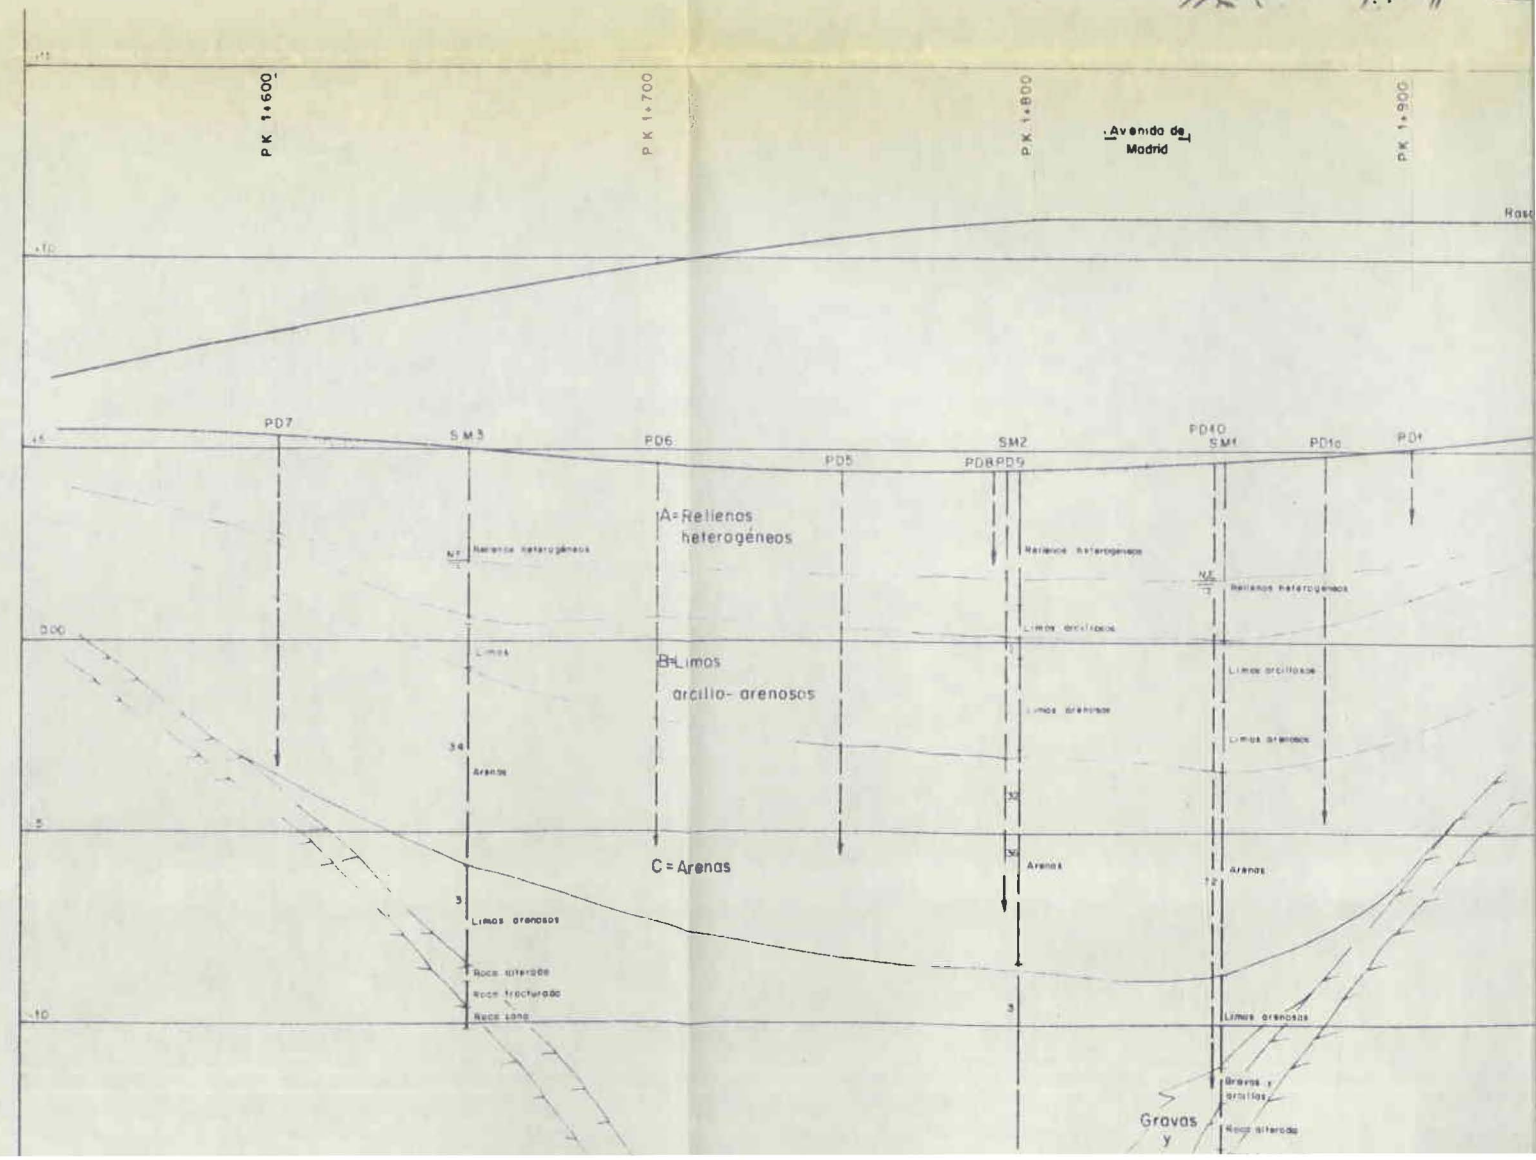 +15
PK 1+600
PK 1+700
PK 1+800
PK 1+900
Avenida de
Madrid
+10
PD7
SM3
PD6
PD5
PD8
PD9
SM2
PD10
SM1
PD1a
PD1
+5
A=Rellenos
heterogéneos
N.F.
Rellenos heterogéneos
Rellenos heterogéneos
N.F.
Rellenos heterogéneos
0.00
Limos
B=Limos
arcillo-arenosos
Limos arcillosos
Limos arenosos
Limos arcillosos
Limos arenosos
34
Arenas
32
-5
36
C=Arenas
Arenas
12
Arenas
3
Limos arenosos
Roca alterada
Roca fracturada
Roca sana
-10
3
Limos arenosos
Gravas y
arcillas
Roca alterada
Gravas
y